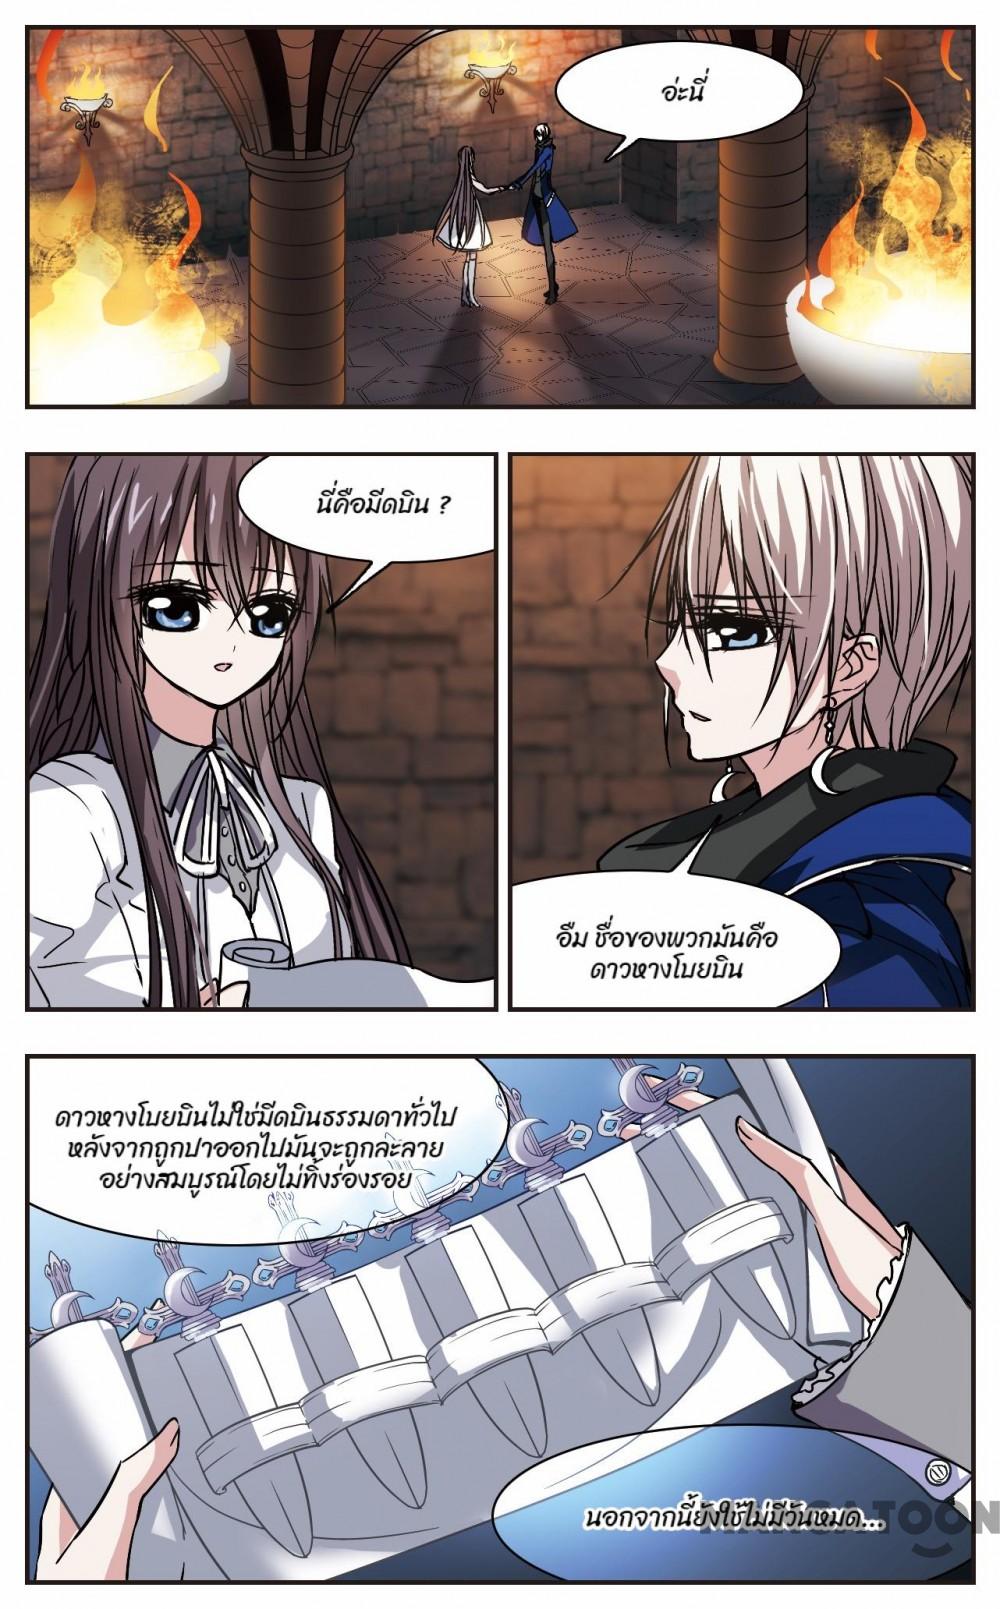 อ่ะนี่
นี่คือมีดบิน ?
อืม ชื่อของพวกมันคือ
ดาวหางโบยบิน
ดาวหางโบยบินไม่ใช่มีดบินธรรมดาทั่วไป
หลังจากถูกปาออกไปมันจะถูกละลาย
อย่างสมบูรณ์โดยไม่ทิ้งร่องรอย
นอกจากนี้ยังใช้ไม่มีวันหมด...
MANGATOON